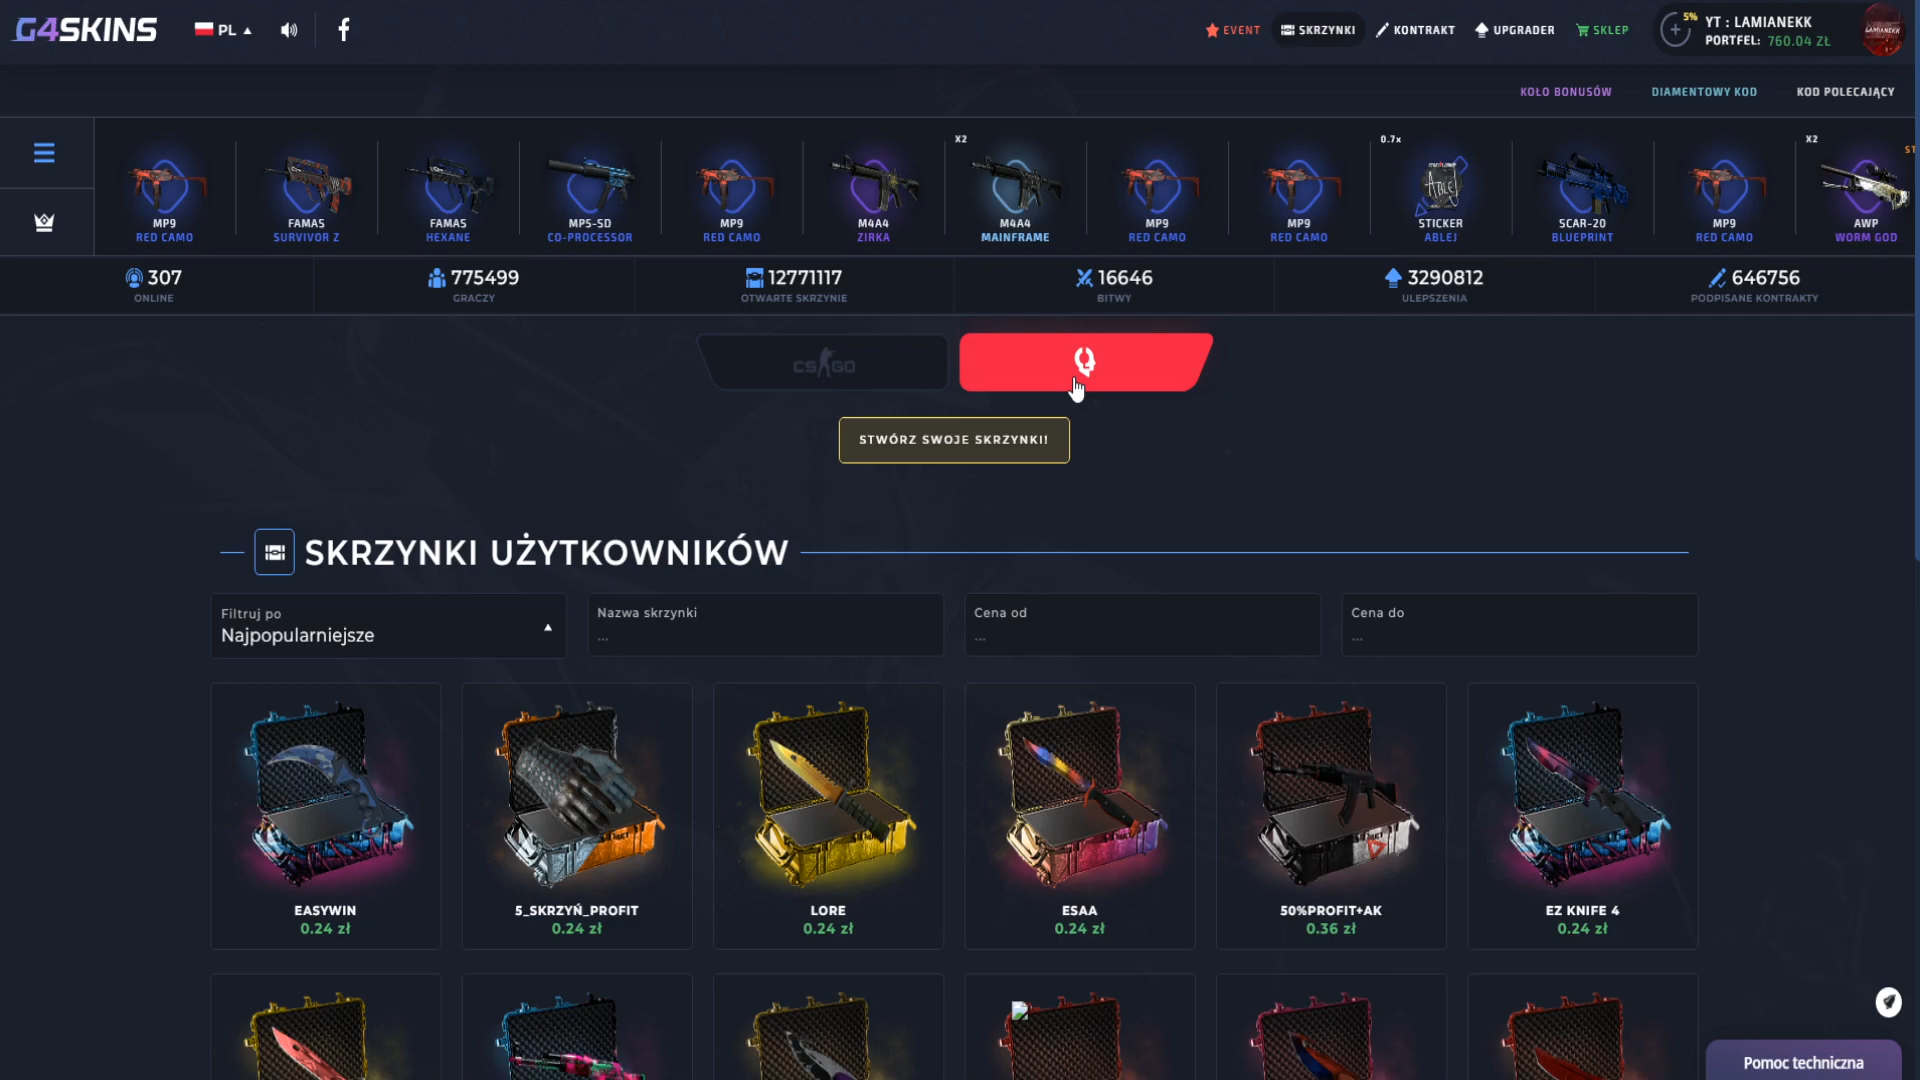 G4SKINS
PL
EVENT
SKRZYNKI
KONTRAKT
UPGRADER
SKLEP
5%
YT : LAMIANEKK
PORTFEL: 760.04 ZŁ
LAMIANEKK
KOŁO BONUSÓW
DIAMENTOWY KOD
KOD POLECAJĄCY
MP9
RED CAMO
FAMAS
SURVIVOR Z
FAMAS
HEXANE
MP5-SD
CO-PROCESSOR
MP9
RED CAMO
M4A4
ZIRKA
X2
M4A4
MAINFRAME
MP9
RED CAMO
MP9
RED CAMO
0.7x
STICKER
ABLEJ
SCAR-20
BLUEPRINT
MP9
RED CAMO
X2
ST
AWP
WORM GOD
307
ONLINE
775499
GRACZY
12771117
OTWARTE SKRZYNIE
16646
BITWY
3290812
ULEPSZENIA
646756
PODPISANE KONTRAKTY
CS GO
STWÓRZ SWOJE SKRZYNKI!
SKRZYNKI UŻYTKOWNIKÓW
Filtruj po
Najpopularniejsze
Nazwa skrzynki
...
Cena od
...
Cena do
...
EASYWIN
0.24 zł
5_SKRZYŃ_PROFIT
0.24 zł
LORE
0.24 zł
ESAA
0.24 zł
50%PROFIT+AK
0.36 zł
EZ KNIFE 4
0.24 zł
Pomoc techniczna